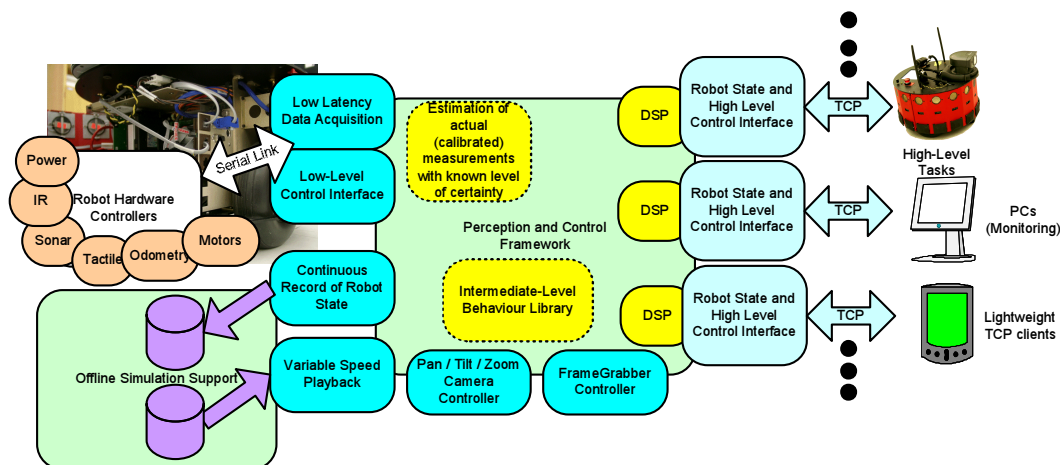 Low Latency
Data Acquisition
Estimation of
actual
(calibrated)
measurements
with known level
of certainty
DSP
Robot State and
High Level
Control Interface
TCP
High-Level
Tasks
Serial Link
Power
IR
Robot Hardware
Controllers
Sonar
Tactile
Odometry
Motors
Low-Level
Control Interface
Perception and Control
Framework
DSP
Robot State and
High Level
Control Interface
TCP
PCs
(Monitoring)
Continuous
Record of Robot
State
Intermediate-Level
Behaviour Library
DSP
Robot State and
High Level
Control Interface
TCP
Lightweight
TCP clients
Offline Simulation Support
Variable Speed
Playback
Pan / Tilt / Zoom
Camera
Controller
FrameGrabber
Controller